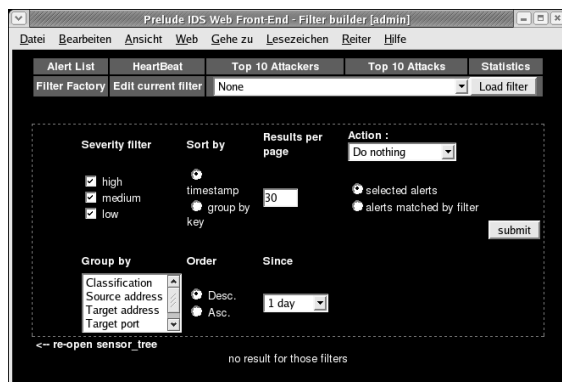 Prelude IDS Web Front-End - Filter builder [admin]
Datei Bearbeiten Ansicht Web Gehe zu Lesezeichen Reiter Hilfe
Alert List HeartBeat Top 10 Attackers Top 10 Attacks Statistics
Filter Factory Edit current filter None Load filter
Severity filter Sort by Results per page Action :
Do nothing
high
medium
low
timestamp
group by key
30
selected alerts
alerts matched by filter
submit
Group by Order Since
Classification
Source address
Target address
Target port
Desc.
Asc.
1 day
<-- re-open sensor_tree
no result for those filters